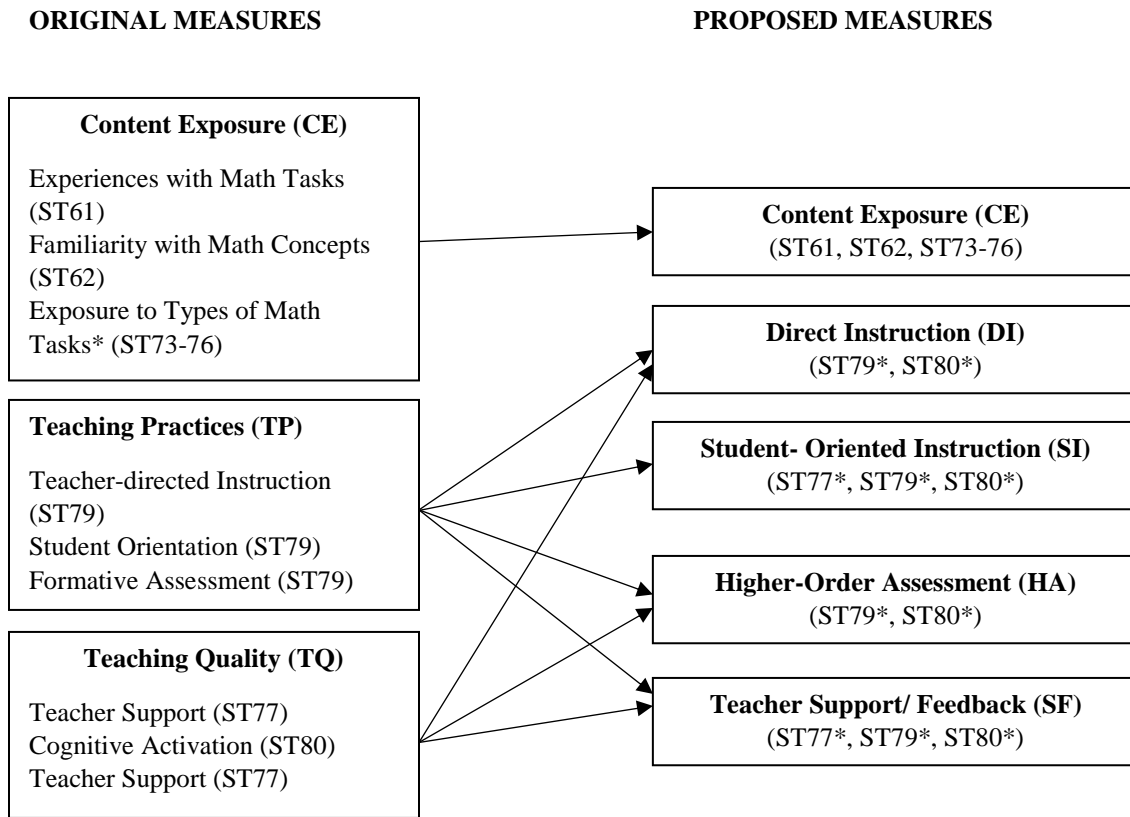 ORIGINAL MEASURES
PROPOSED MEASURES
Content Exposure (CE)
Experiences with Math Tasks
(ST61)
Familiarity with Math Concepts
(ST62)
Exposure to Types of Math
Tasks* (ST73-76)
Teaching Practices (TP)
Teacher-directed Instruction
(ST79)
Student Orientation (ST79)
Formative Assessment (ST79)
Teaching Quality (TQ)
Teacher Support (ST77)
Cognitive Activation (ST80)
Teacher Support (ST77)
Content Exposure (CE)
(ST61, ST62, ST73-76)
Direct Instruction (DI)
(ST79*, ST80*)
Student- Oriented Instruction (SI)
(ST77*, ST79*, ST80*)
Higher-Order Assessment (HA)
(ST79*, ST80*)
Teacher Support/ Feedback (SF)
(ST77*, ST79*, ST80*)